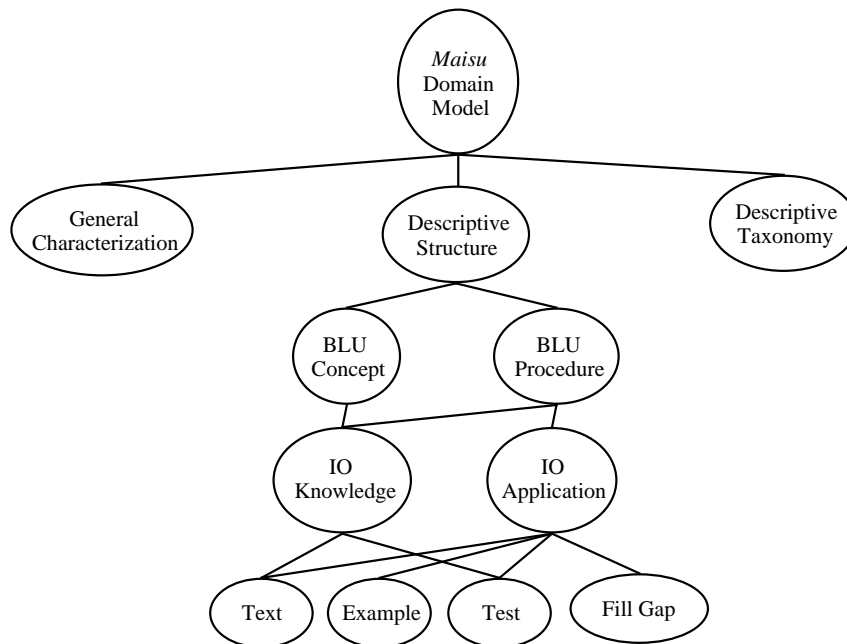 Maisu
Domain
Model
General
Characterization
Descriptive
Structure
Descriptive
Taxonomy
BLU
Concept
BLU
Procedure
IO
Knowledge
IO
Application
Text
Example
Test
Fill Gap